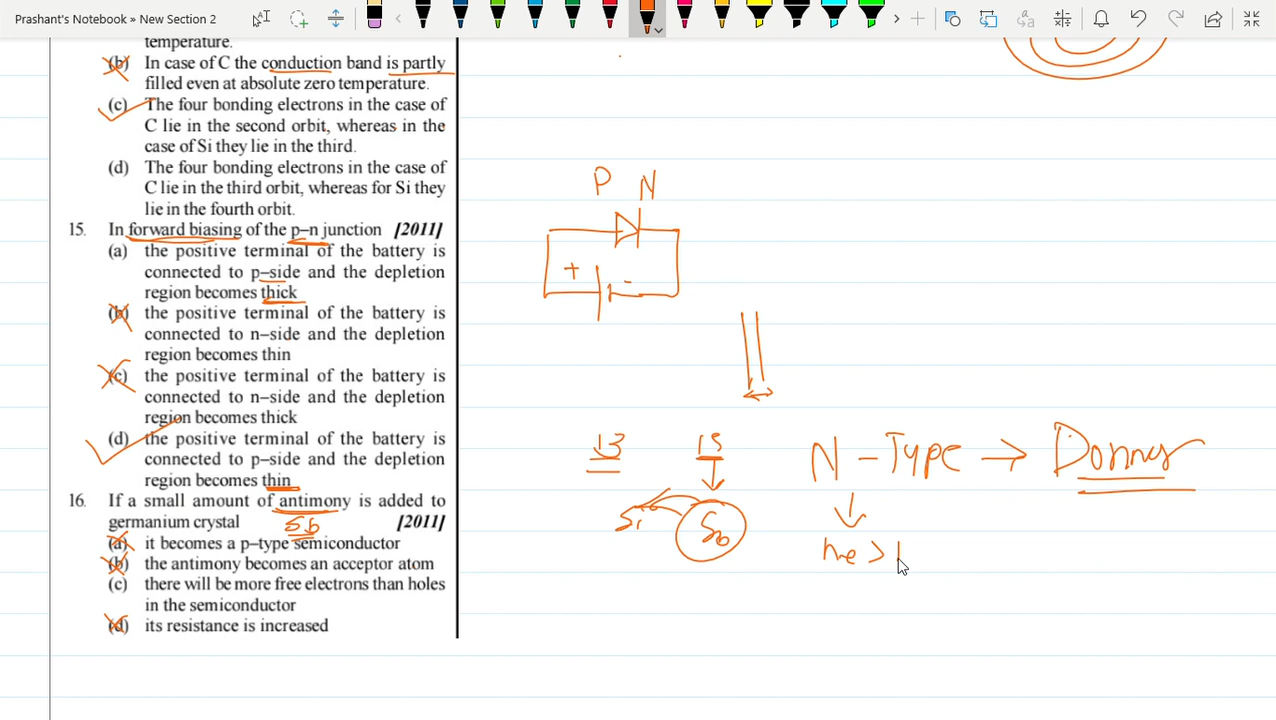 Prashant's Notebook » New Section 2
temperature.
(b) In case of C the conduction band is partly
filled even at absolute zero temperature.
(c) The four bonding electrons in the case of
C lie in the second orbit, whereas in the
case of Si they lie in the third.
(d) The four bonding electrons in the case of
C lie in the third orbit, whereas for Si they
lie in the fourth orbit.
15. In forward biasing of the p–n junction [2011]
(a) the positive terminal of the battery is
connected to p–side and the depletion
region becomes thick
(b) the positive terminal of the battery is
connected to n–side and the depletion
region becomes thin
(c) the positive terminal of the battery is
connected to n–side and the depletion
region becomes thick
(d) the positive terminal of the battery is
connected to p–side and the depletion
region becomes thin
16. If a small amount of antimony is added to
germanium crystal [2011]
Sb
(a) it becomes a p–type semiconductor
(b) the antimony becomes an acceptor atom
(c) there will be more free electrons than holes
in the semiconductor
(d) its resistance is increased
P N
+ -
13 15
Si Sb
N - Type → Donner
ne >